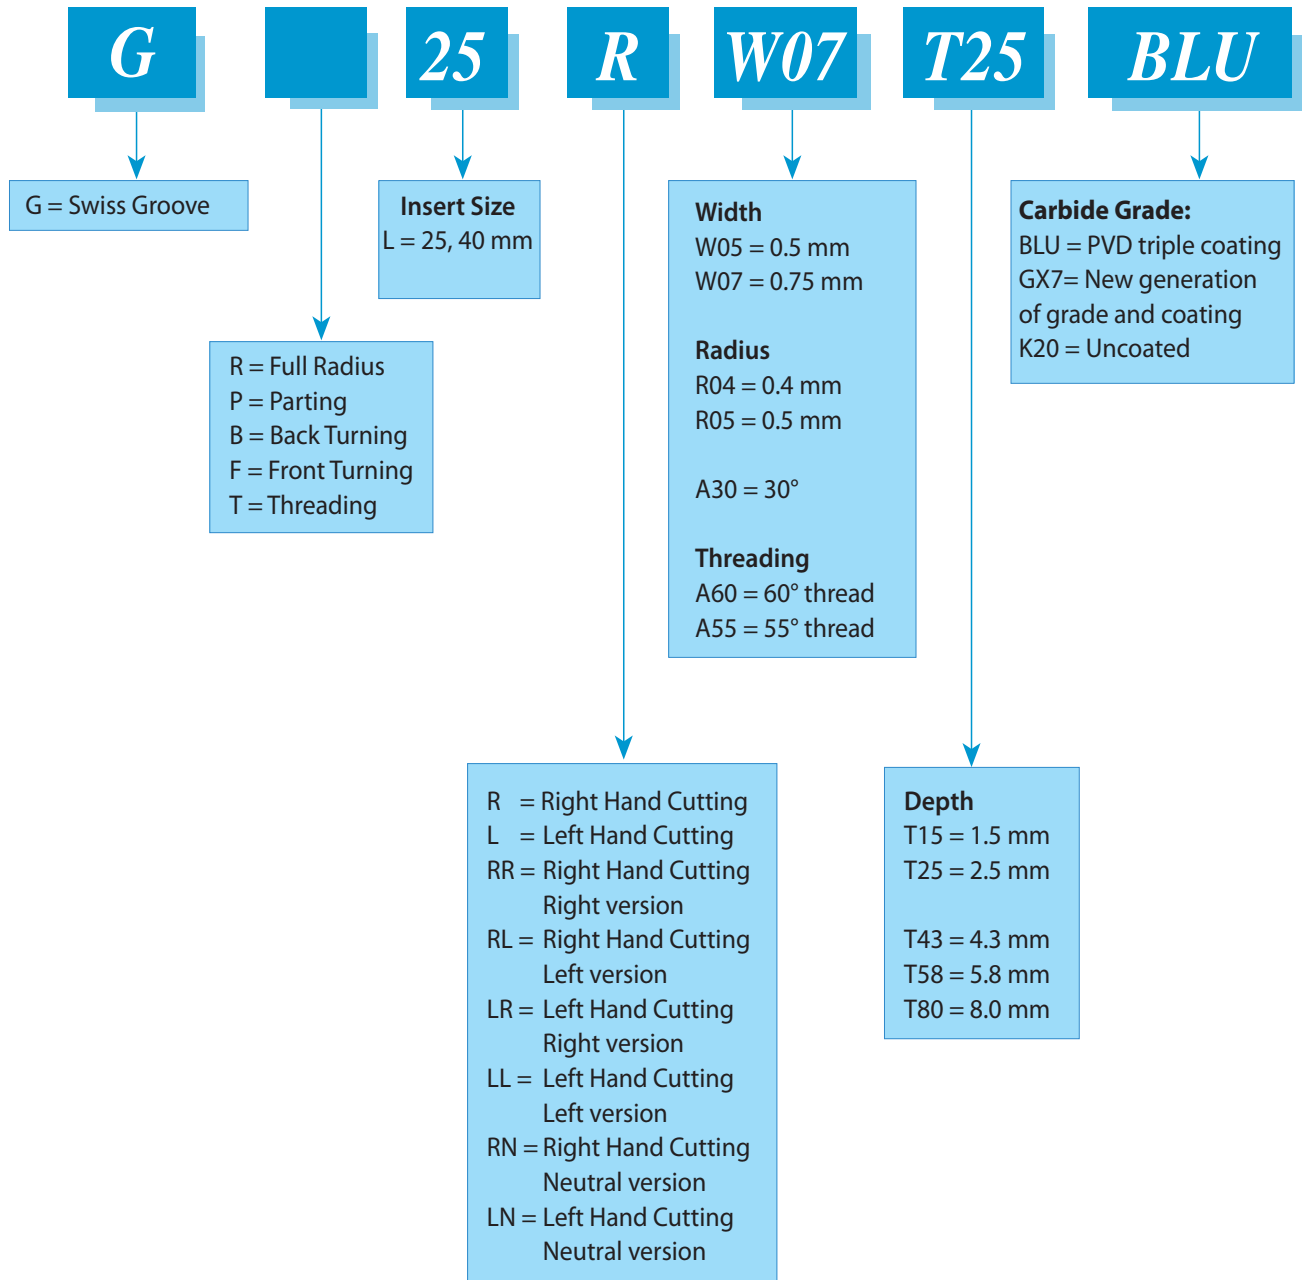 G 25 R W07 T25 BLU
G = Swiss Groove
R = Full Radius
P = Parting
B = Back Turning
F = Front Turning
T = Threading
Insert Size
L = 25, 40 mm
R = Right Hand Cutting
L = Left Hand Cutting
RR = Right Hand Cutting
Right version
RL = Right Hand Cutting
Left version
LR = Left Hand Cutting
Right version
LL = Left Hand Cutting
Left version
RN = Right Hand Cutting
Neutral version
LN = Left Hand Cutting
Neutral version
Width
W05 = 0.5 mm
W07 = 0.75 mm
Radius
R04 = 0.4 mm
R05 = 0.5 mm
A30 = 30°
Threading
A60 = 60° thread
A55 = 55° thread
Depth
T15 = 1.5 mm
T25 = 2.5 mm
T43 = 4.3 mm
T58 = 5.8 mm
T80 = 8.0 mm
Carbide Grade:
BLU = PVD triple coating
GX7= New generation
of grade and coating
K20 = Uncoated